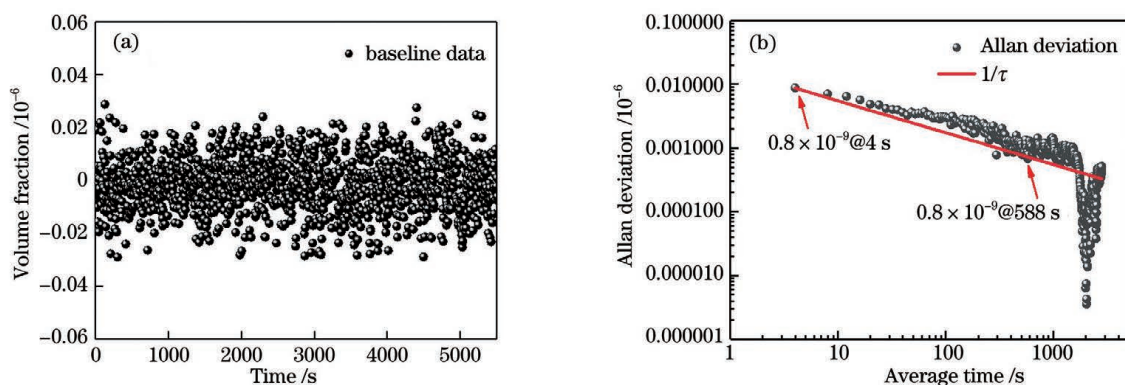 (a)
baseline data
0.06
0.04
0.02
0
−0.02
−0.04
−0.06
Volume fraction /10⁻⁶
0
1000
2000
3000
4000
5000
Time /s
(b)
Allan deviation
1/τ
0.8 × 10⁻⁹@4 s
0.8 × 10⁻⁹@588 s
0.100000
0.010000
0.001000
0.000100
0.000010
0.000001
Allan deviation /10⁻⁶
1
10
100
1000
Average time /s